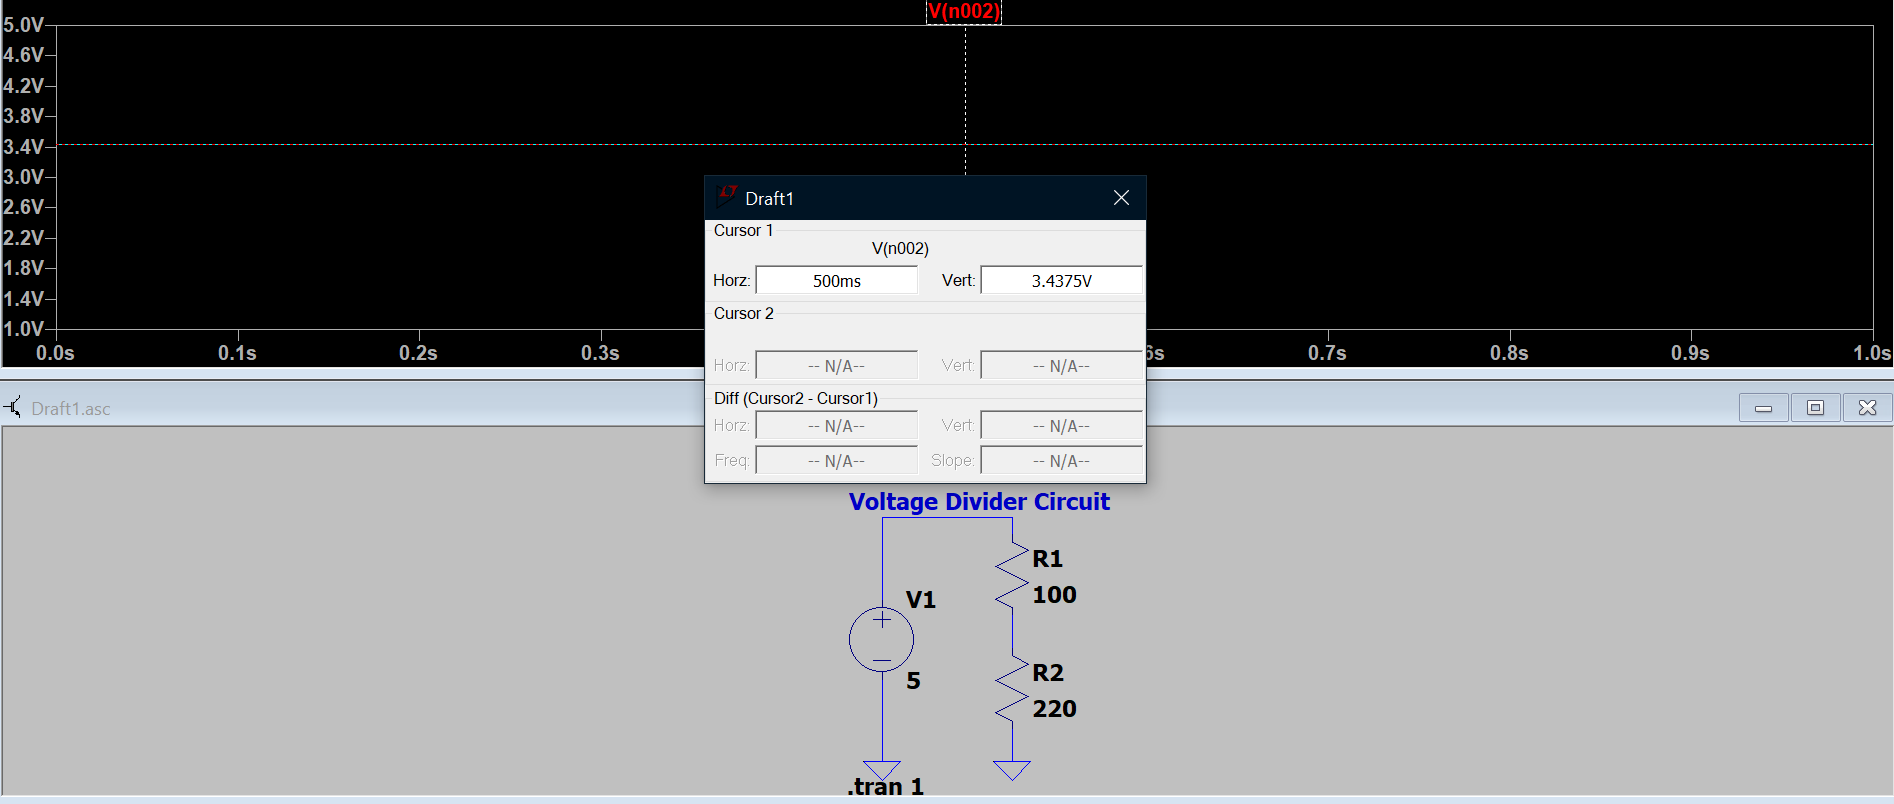 V(n002)
5.0V
4.6V
4.2V
3.8V
3.4V
3.0V
2.6V
2.2V
1.8V
1.4V
1.0V
0.0s 0.1s 0.2s 0.3s 6s 0.7s 0.8s 0.9s 1.0s
Draft1
Cursor 1
V(n002)
Horz: 500ms Vert: 3.4375V
Cursor 2
Horz: -- N/A-- Vert: -- N/A--
Diff (Cursor2 - Cursor1)
Horz: -- N/A-- Vert: -- N/A--
Freq: -- N/A-- Slope: -- N/A--
Draft1.asc
Voltage Divider Circuit
R1
100
V1
5
R2
220
.tran 1